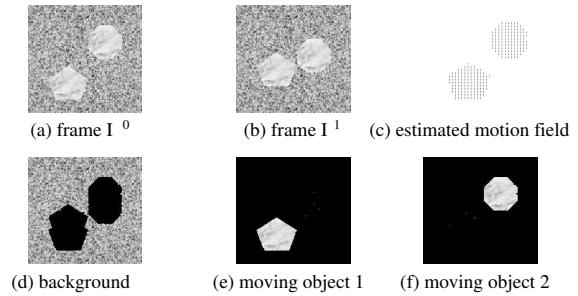 (a) frame I 0
(b) frame I 1
(c) estimated motion field
(d) background
(e) moving object 1
(f) moving object 2